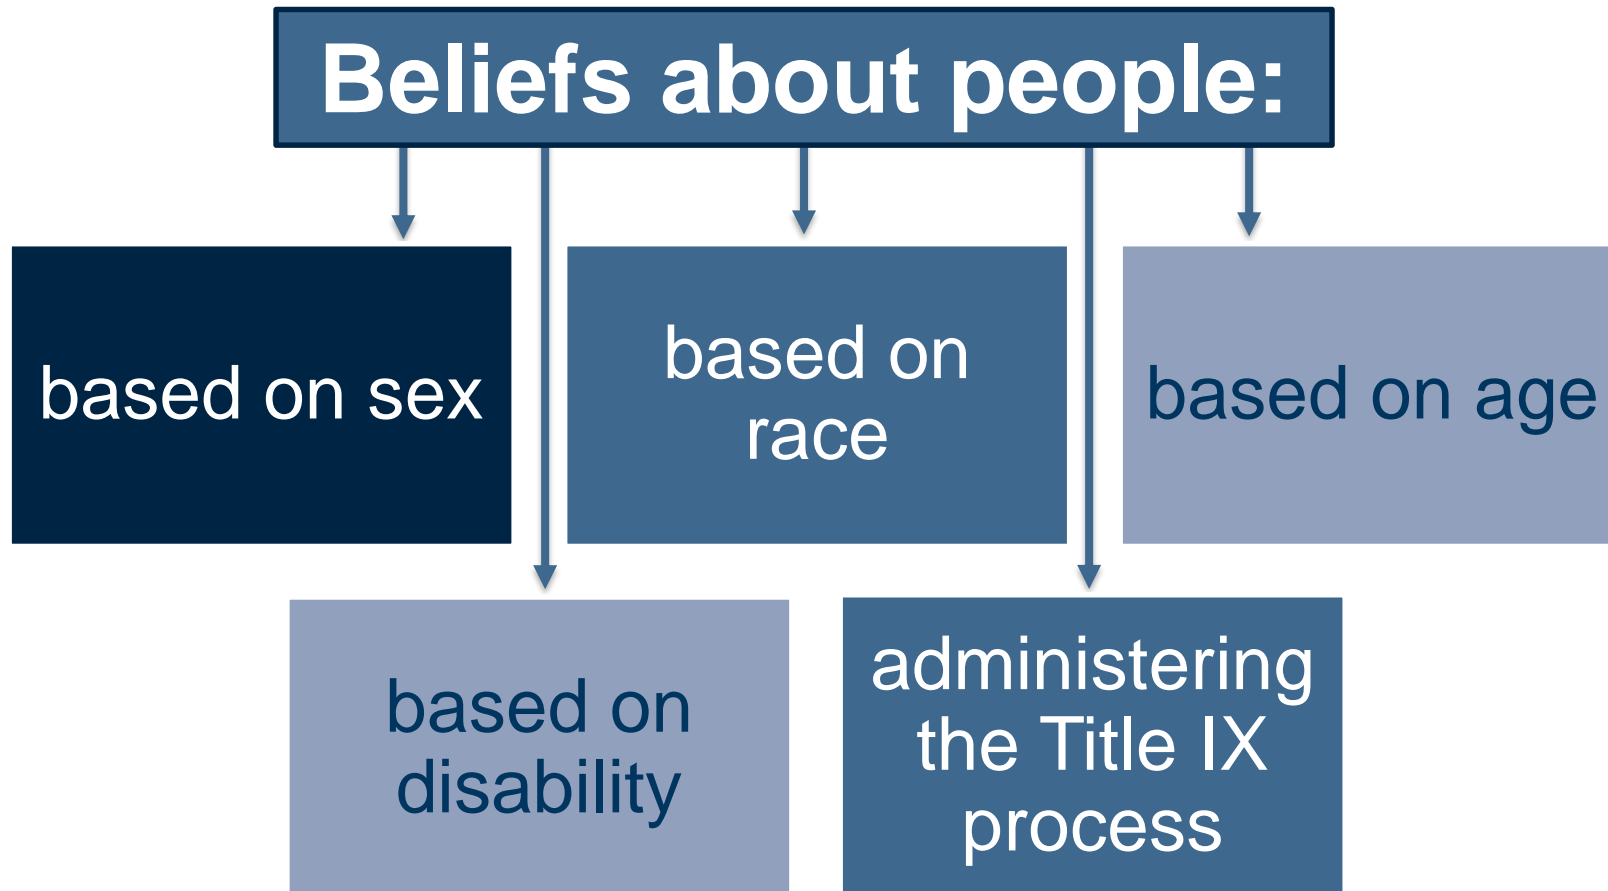 Beliefs about people:
based on sex
based on
race
based on age
based on
disability
administering
the Title IX
process